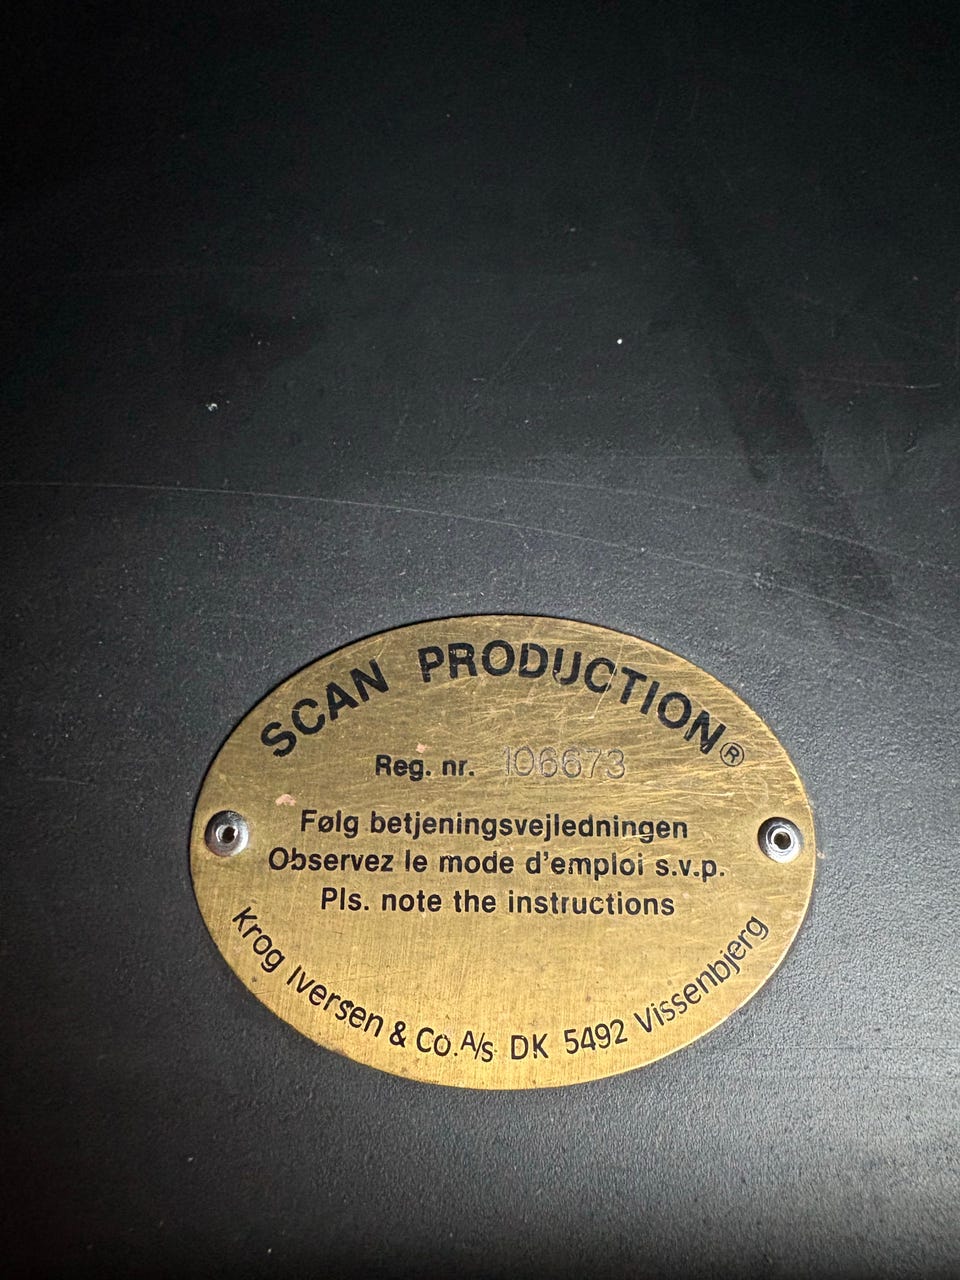 SCAN PRODUCTION®
Reg. nr. 106673
Følg betjeningsvejledningen
Observez le mode d'emploi s.v.p.
Pls. note the instructions
Krog Iversen & Co. A/s DK 5492 Vissenbjerg